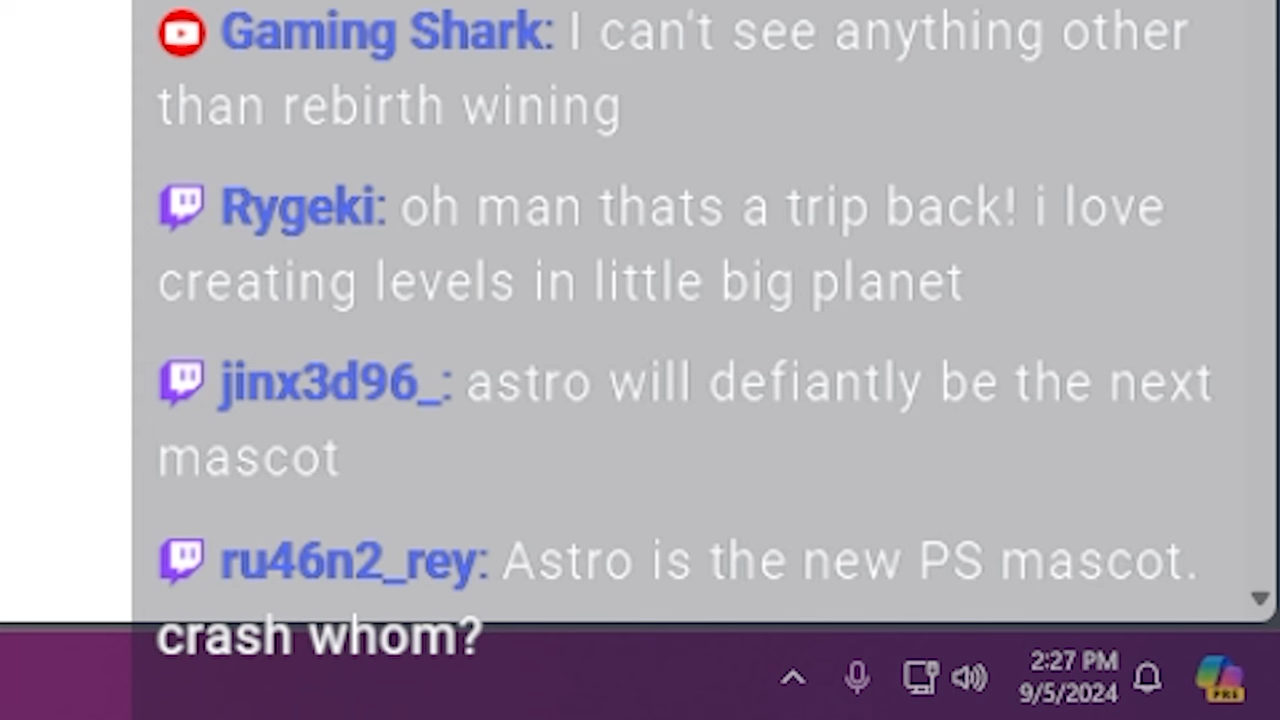 Gaming Shark: I can't see anything other
than rebirth wining
Rygeki: oh man thats a trip back! i love
creating levels in little big planet
jinx3d96_: astro will defiantly be the next
mascot
ru46n2_rey: Astro is the new PS mascot.
crash whom?
2:27 PM
9/5/2024
PRE